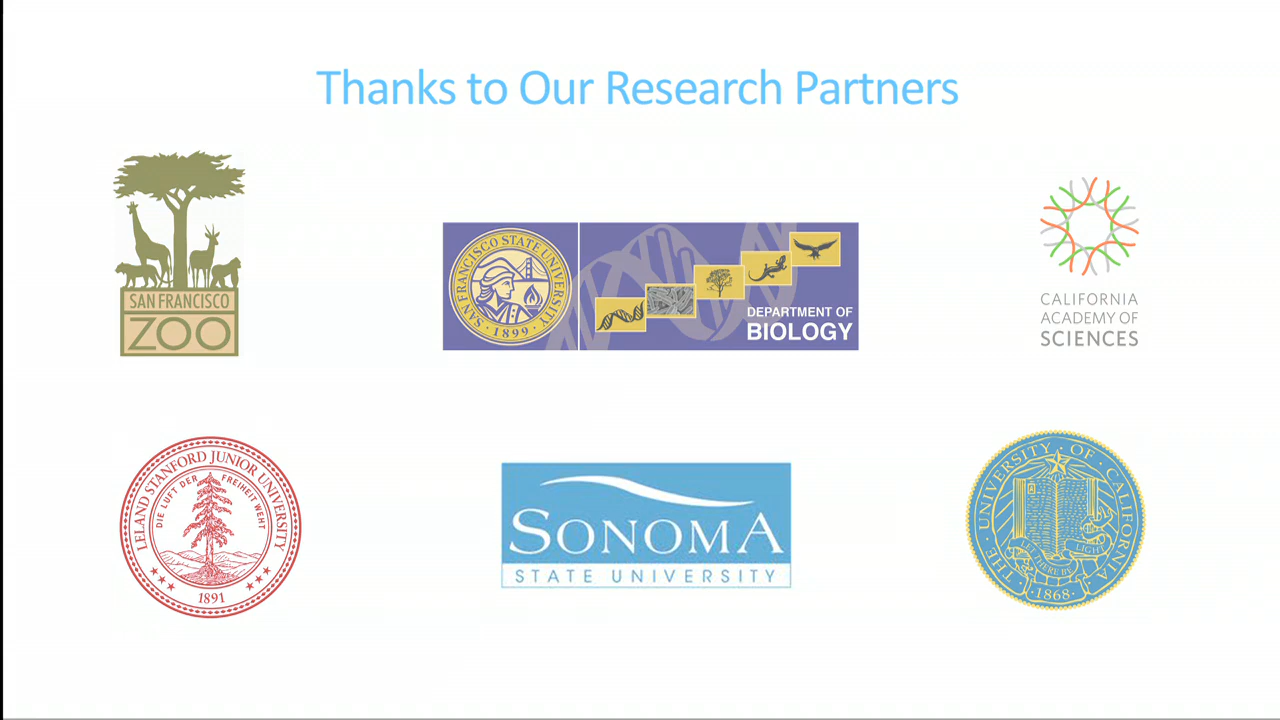 Thanks to Our Research Partners
SAN FRANCISCO
ZOO
SAN FRANCISCO STATE UNIVERSITY
· 1899 ·
DEPARTMENT OF
BIOLOGY
CALIFORNIA
ACADEMY OF
SCIENCES
LELAND STANFORD JUNIOR UNIVERSITY
DIE LUFT DER FREIHEIT WEHT
1891
SONOMA
STATE UNIVERSITY
· THE · UNIVERSITY · OF · CALIFORNIA ·
LET THERE BE LIGHT
· 1868 ·